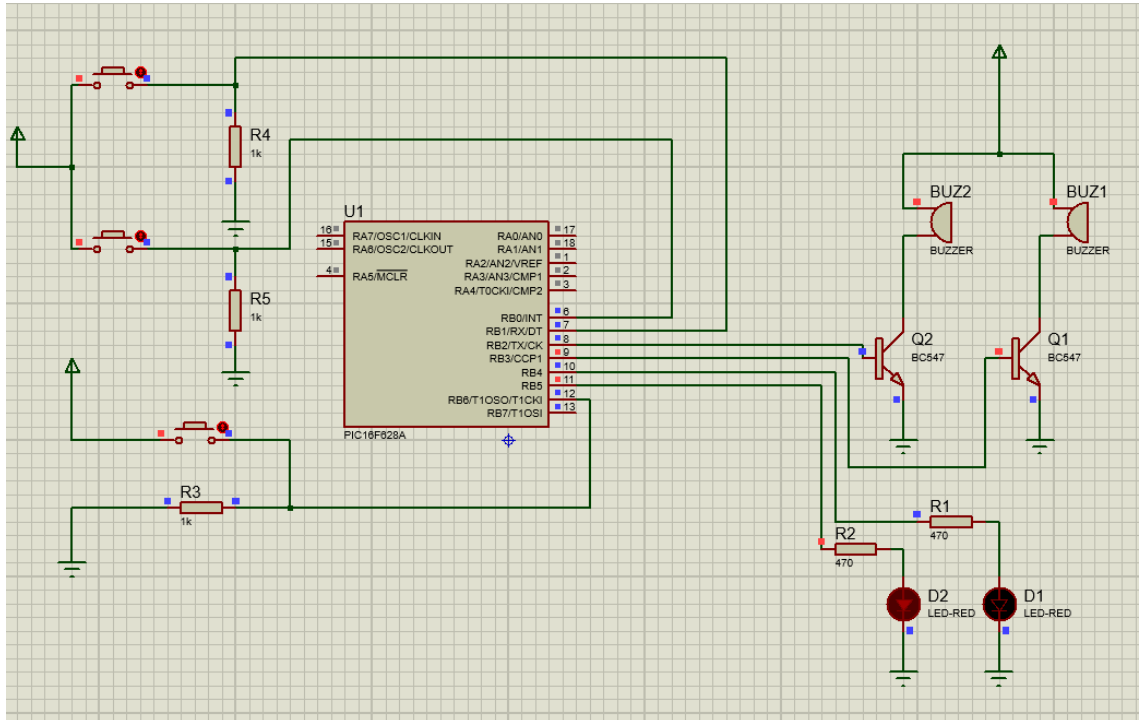 R4
1k
BUZ2
BUZZER
BUZ1
BUZZER
U1
16 RA7/OSC1/CLKIN
15 RA6/OSC2/CLKOUT
4 RA5/MCLR
RA0/AN0 17
RA1/AN1 18
RA2/AN2/VREF 1
RA3/AN3/CMP1 2
RA4/T0CKI/CMP2 3
RB0/INT 6
RB1/RX/DT 7
RB2/TX/CK 8
RB3/CCP1 9
RB4 10
RB5 11
RB6/T1OSO/T1CKI 12
RB7/T1OSI 13
PIC16F628A
R5
1k
Q2
BC547
Q1
BC547
R3
1k
R1
470
R2
470
D2
LED-RED
D1
LED-RED